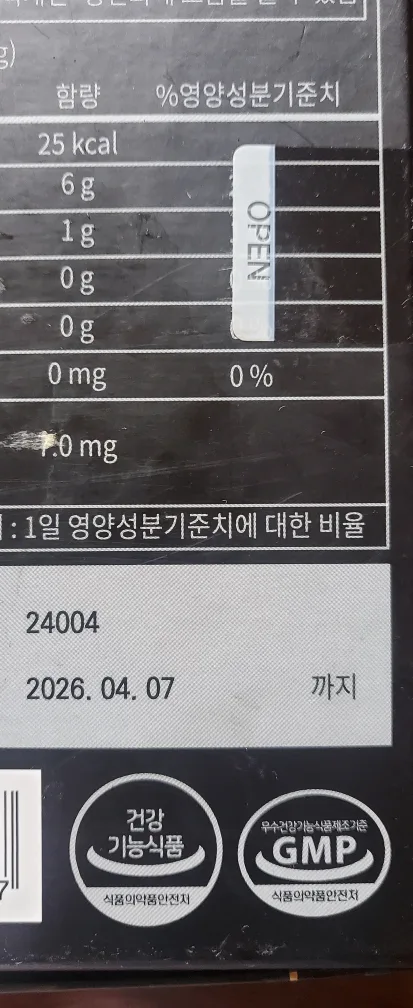 g)
함량 %영양성분기준치
25 kcal
6 g
1 g
0 g
0 g
OPEN
0 mg 0 %
7.0 mg
: 1일 영양성분기준치에 대한 비율
24004
2026. 04. 07 까지
7
건강
기능식품
식품의약품안전처
우수건강기능식품제조기준
GMP
식품의약품안전처